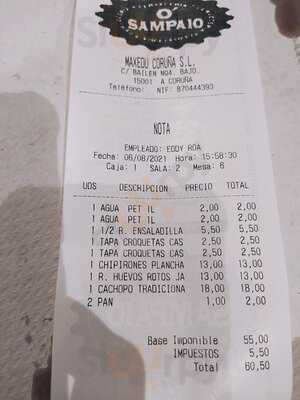 O
SAMPAIO
MAKEDU CORUÑA S.L.
C/ BAILEN NO4. BAJO.
15001 A CORUÑA
Teléfono: NIF: B70444393
NOTA
EMPLEADO: EDDY ROA
Fecha: 06/08/2021 Hora: 15:58:30
Caja: 1 SALA: 2 Mesa: 6
UDS DESCRIPCION PRECIO TOTAL
1 AGUA PET 1L 2,00 2,00
1 AGUA PET 1L 2,00 2,00
1 1/2 R. ENSALADILLA 5,50 5,50
1 TAPA CROQUETAS CAS 2,50 2,50
1 TAPA CROQUETAS CAS 2,50 2,50
1 CHIPIRONES PLANCHA 13,00 13,00
1 R. HUEVOS ROTOS JA 13,00 13,00
1 CACHOPO TRADICIONA 18,00 18,00
2 PAN 1,00 2,00
Base Imponible 55,00
IMPUESTOS 5,50
Total 60,50